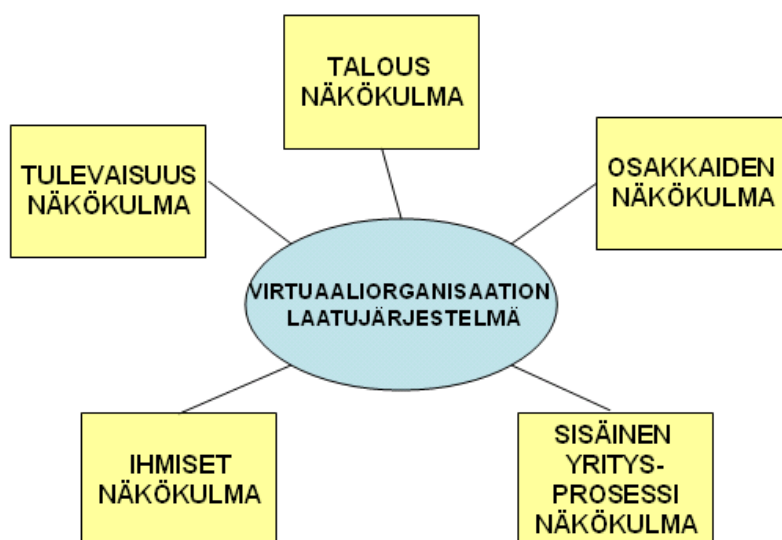 TALOUS
NÄKÖKULMA
TULEVAISUUS
NÄKÖKULMA
OSAKKAIDEN
NÄKÖKULMA
VIRTUAALIORGANISAATION
LAATUJÄRJESTELMÄ
IHMISET
NÄKÖKULMA
SISÄINEN
YRITYS-
PROSESSI
NÄKÖKULMA